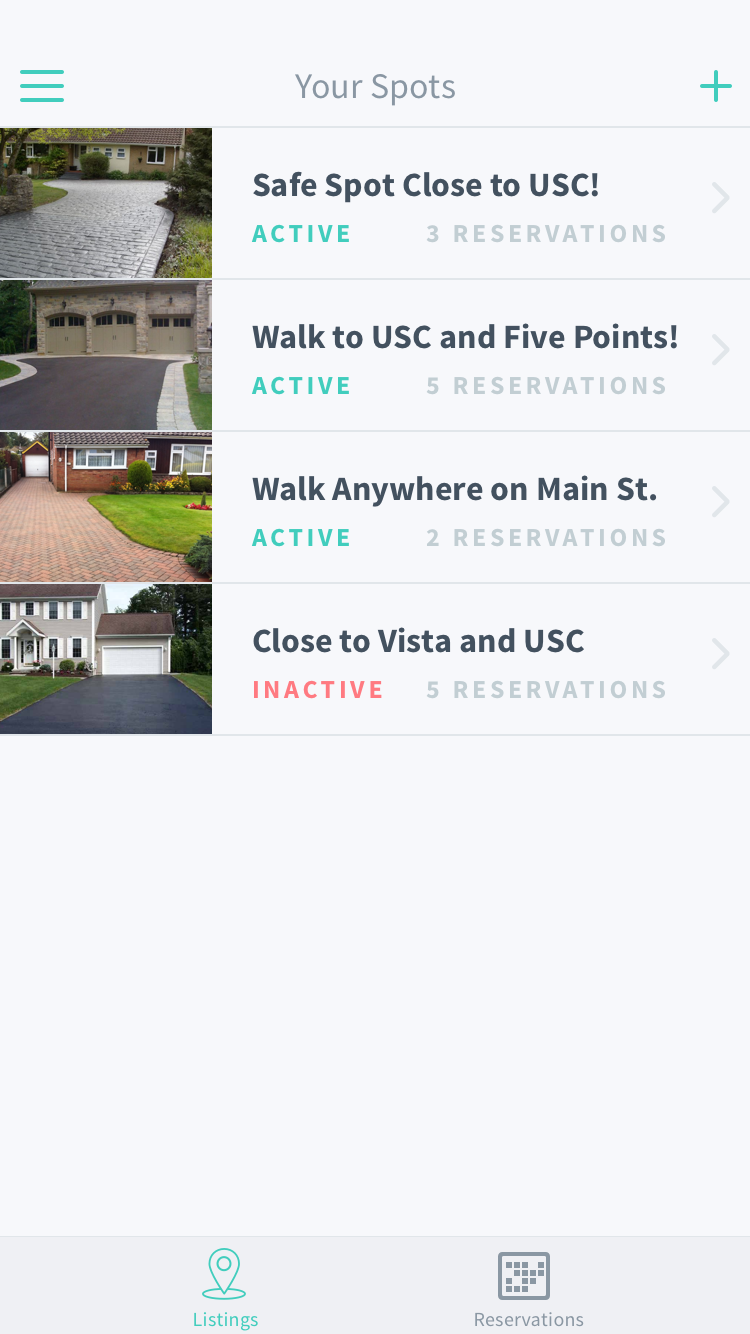 Your Spots
Safe Spot Close to USC!
ACTIVE 3 RESERVATIONS
Walk to USC and Five Points!
ACTIVE 5 RESERVATIONS
Walk Anywhere on Main St.
ACTIVE 2 RESERVATIONS
Close to Vista and USC
INACTIVE 5 RESERVATIONS
Listings Reservations